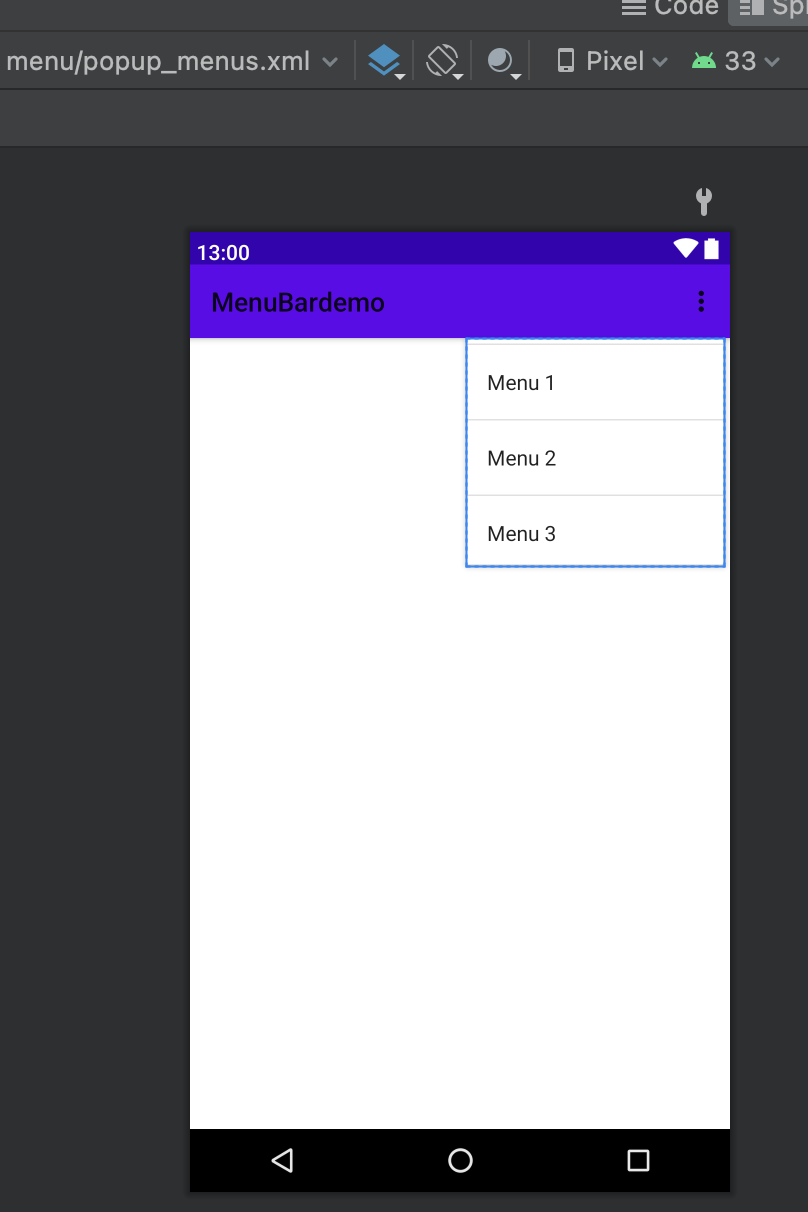 Code
menu/popup_menus.xml
Pixel
33
13:00
MenuBardemo
Menu 1
Menu 2
Menu 3